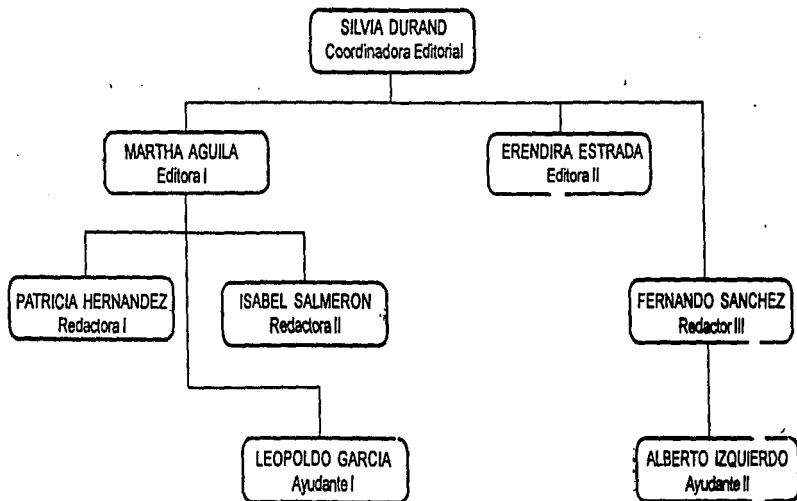 SILVIA DURAND
Coordinadora Editorial
MARTHA AGUILA
Editora I
ERENDIRA ESTRADA
Editora II
PATRICIA HERNANDEZ
Redactora I
ISABEL SALMERON
Redactora II
FERNANDO SANCHEZ
Redactor III
LEOPOLDO GARCIA
Ayudante I
ALBERTO IZQUIERDO
Ayudante II